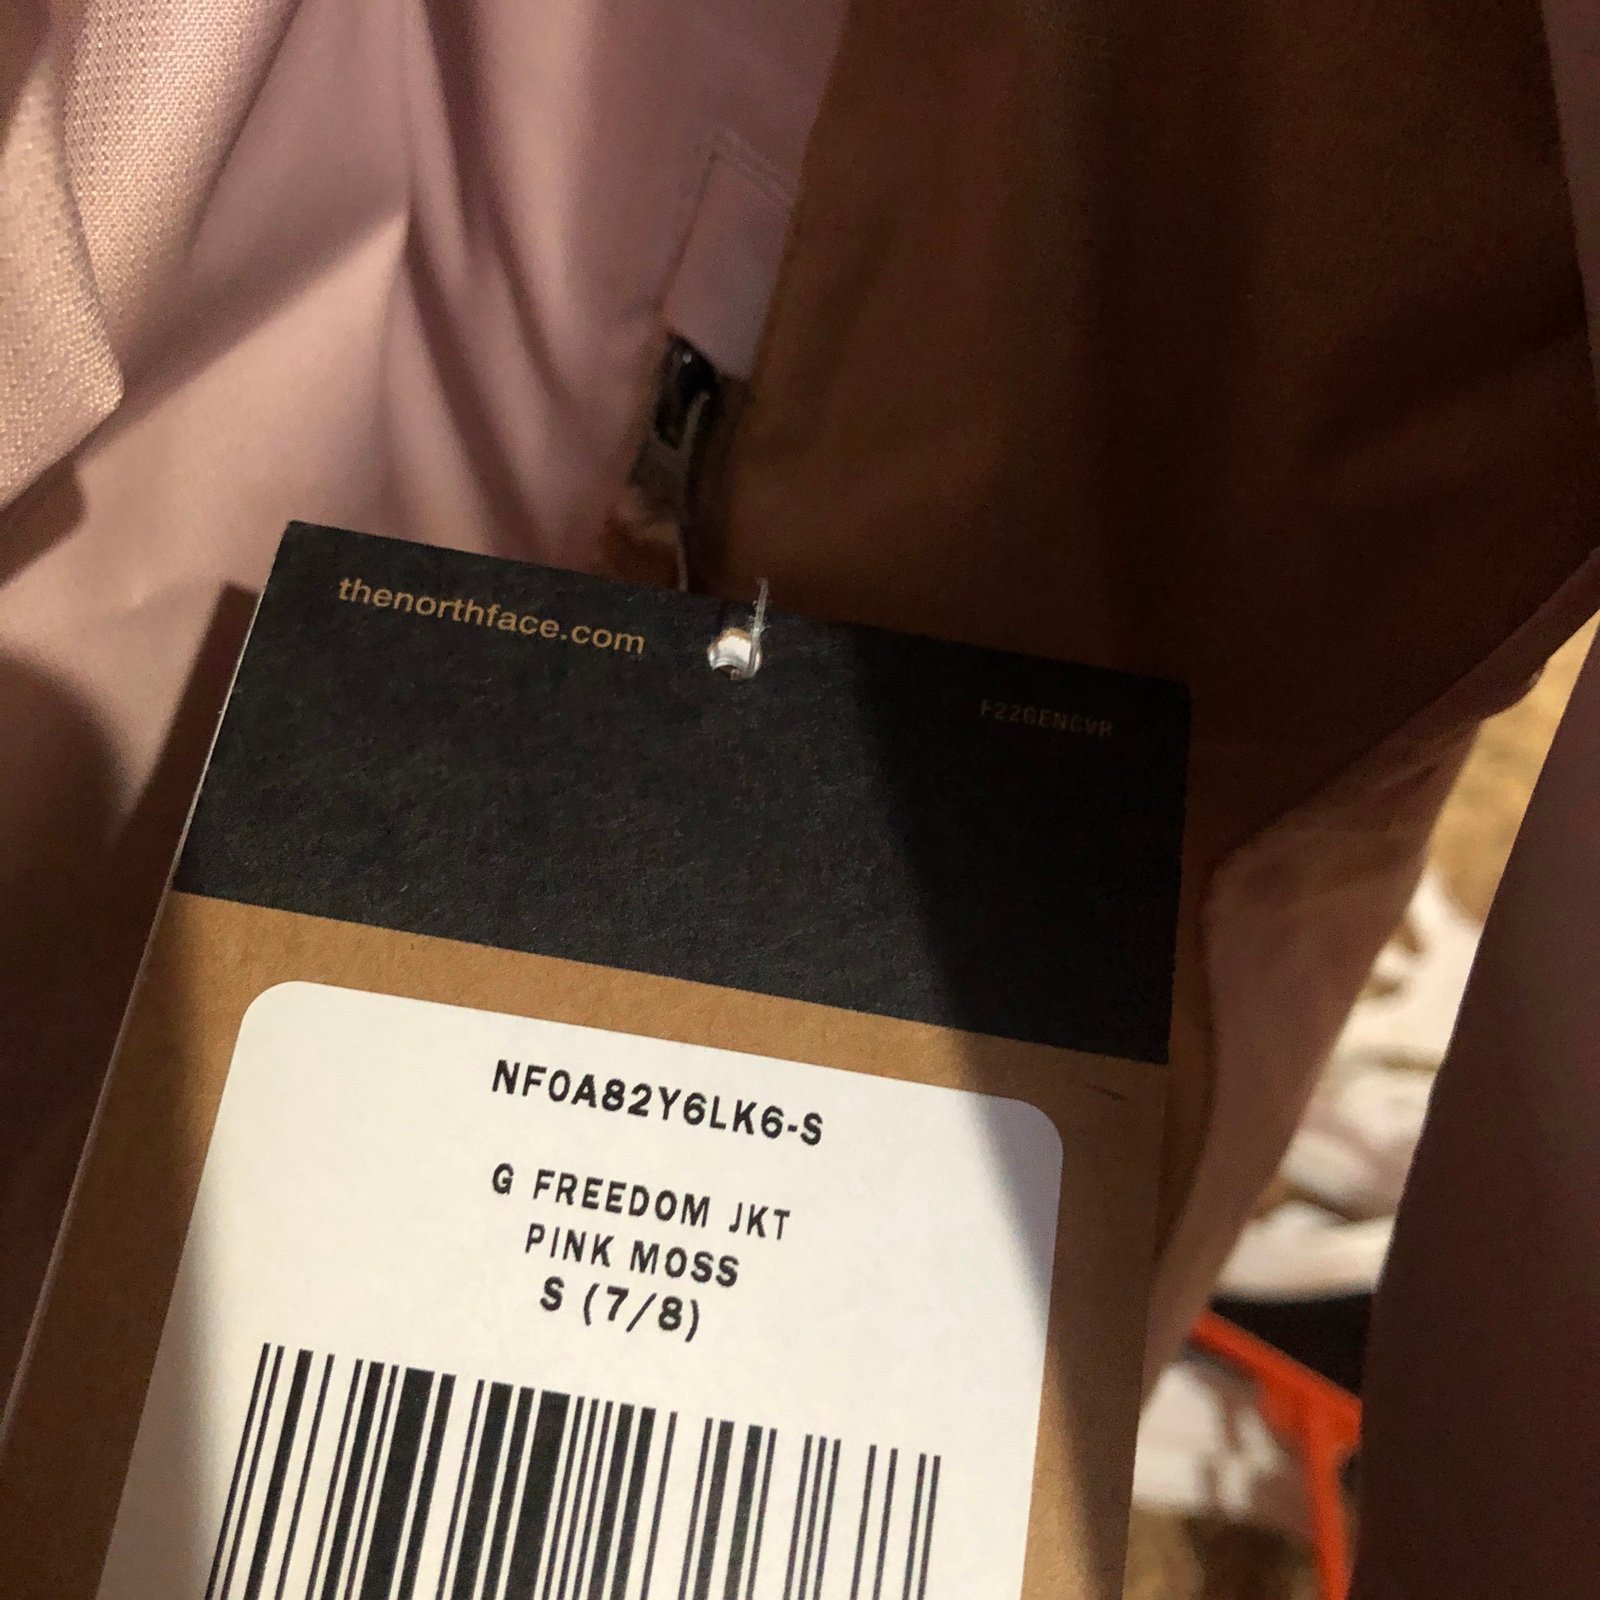 thenorthface.com
NF0A82Y6LK6-S
G FREEDOM JKT
PINK MOSS
S (7/8)